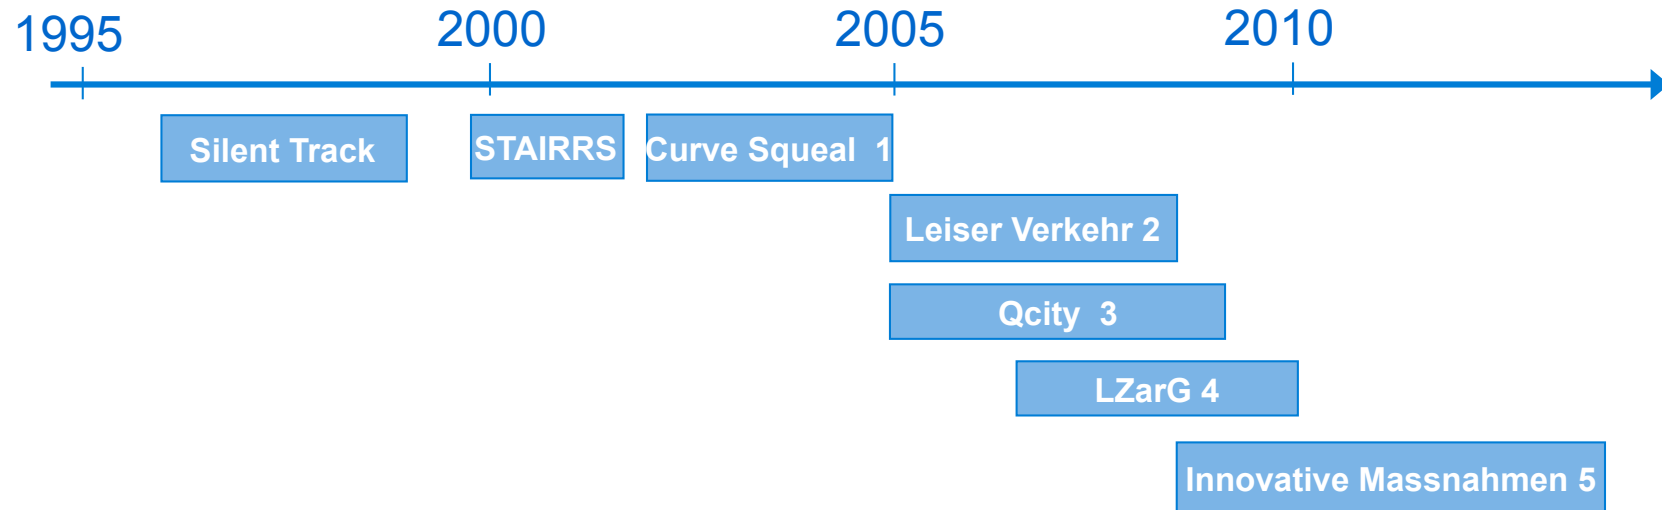 1995 2000 2005 2010
Silent Track STAIRRS Curve Squeal 1
Leiser Verkehr 2
Qcity 3
LZarG 4
Innovative Massnahmen 5